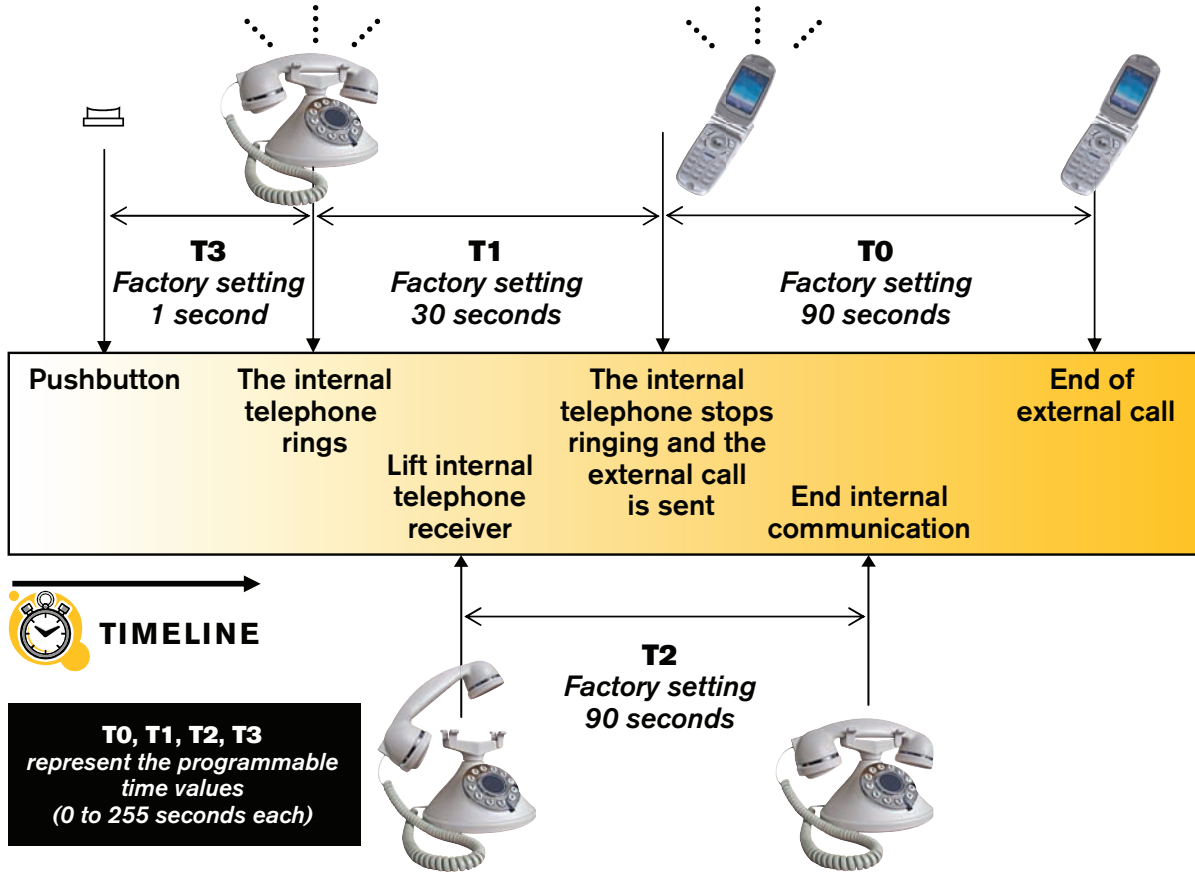 T3
Factory setting
1 second
T1
Factory setting
30 seconds
T0
Factory setting
90 seconds
Pushbutton
The internal
telephone
rings
Lift internal
telephone
receiver
The internal
telephone stops
ringing and the
external call
is sent
End internal
communication
End of
external call
TIMELINE
T2
Factory setting
90 seconds
T0, T1, T2, T3
represent the programmable
time values
(0 to 255 seconds each)